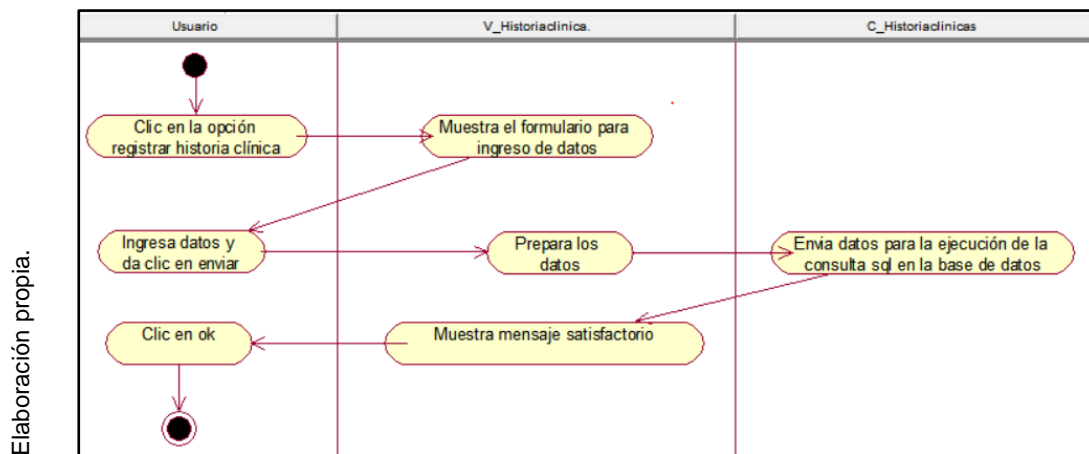 Usuario
V_Historiaclinica.
C_Historiaclinicas
Clic en la opción
registrar historia clínica
Muestra el formulario para
ingreso de datos
Ingresa datos y
da clic en enviar
Prepara los
datos
Envia datos para la ejecución de la
consulta sql en la base de datos
Clic en ok
Muestra mensaje satisfactorio
Elaboración propia.